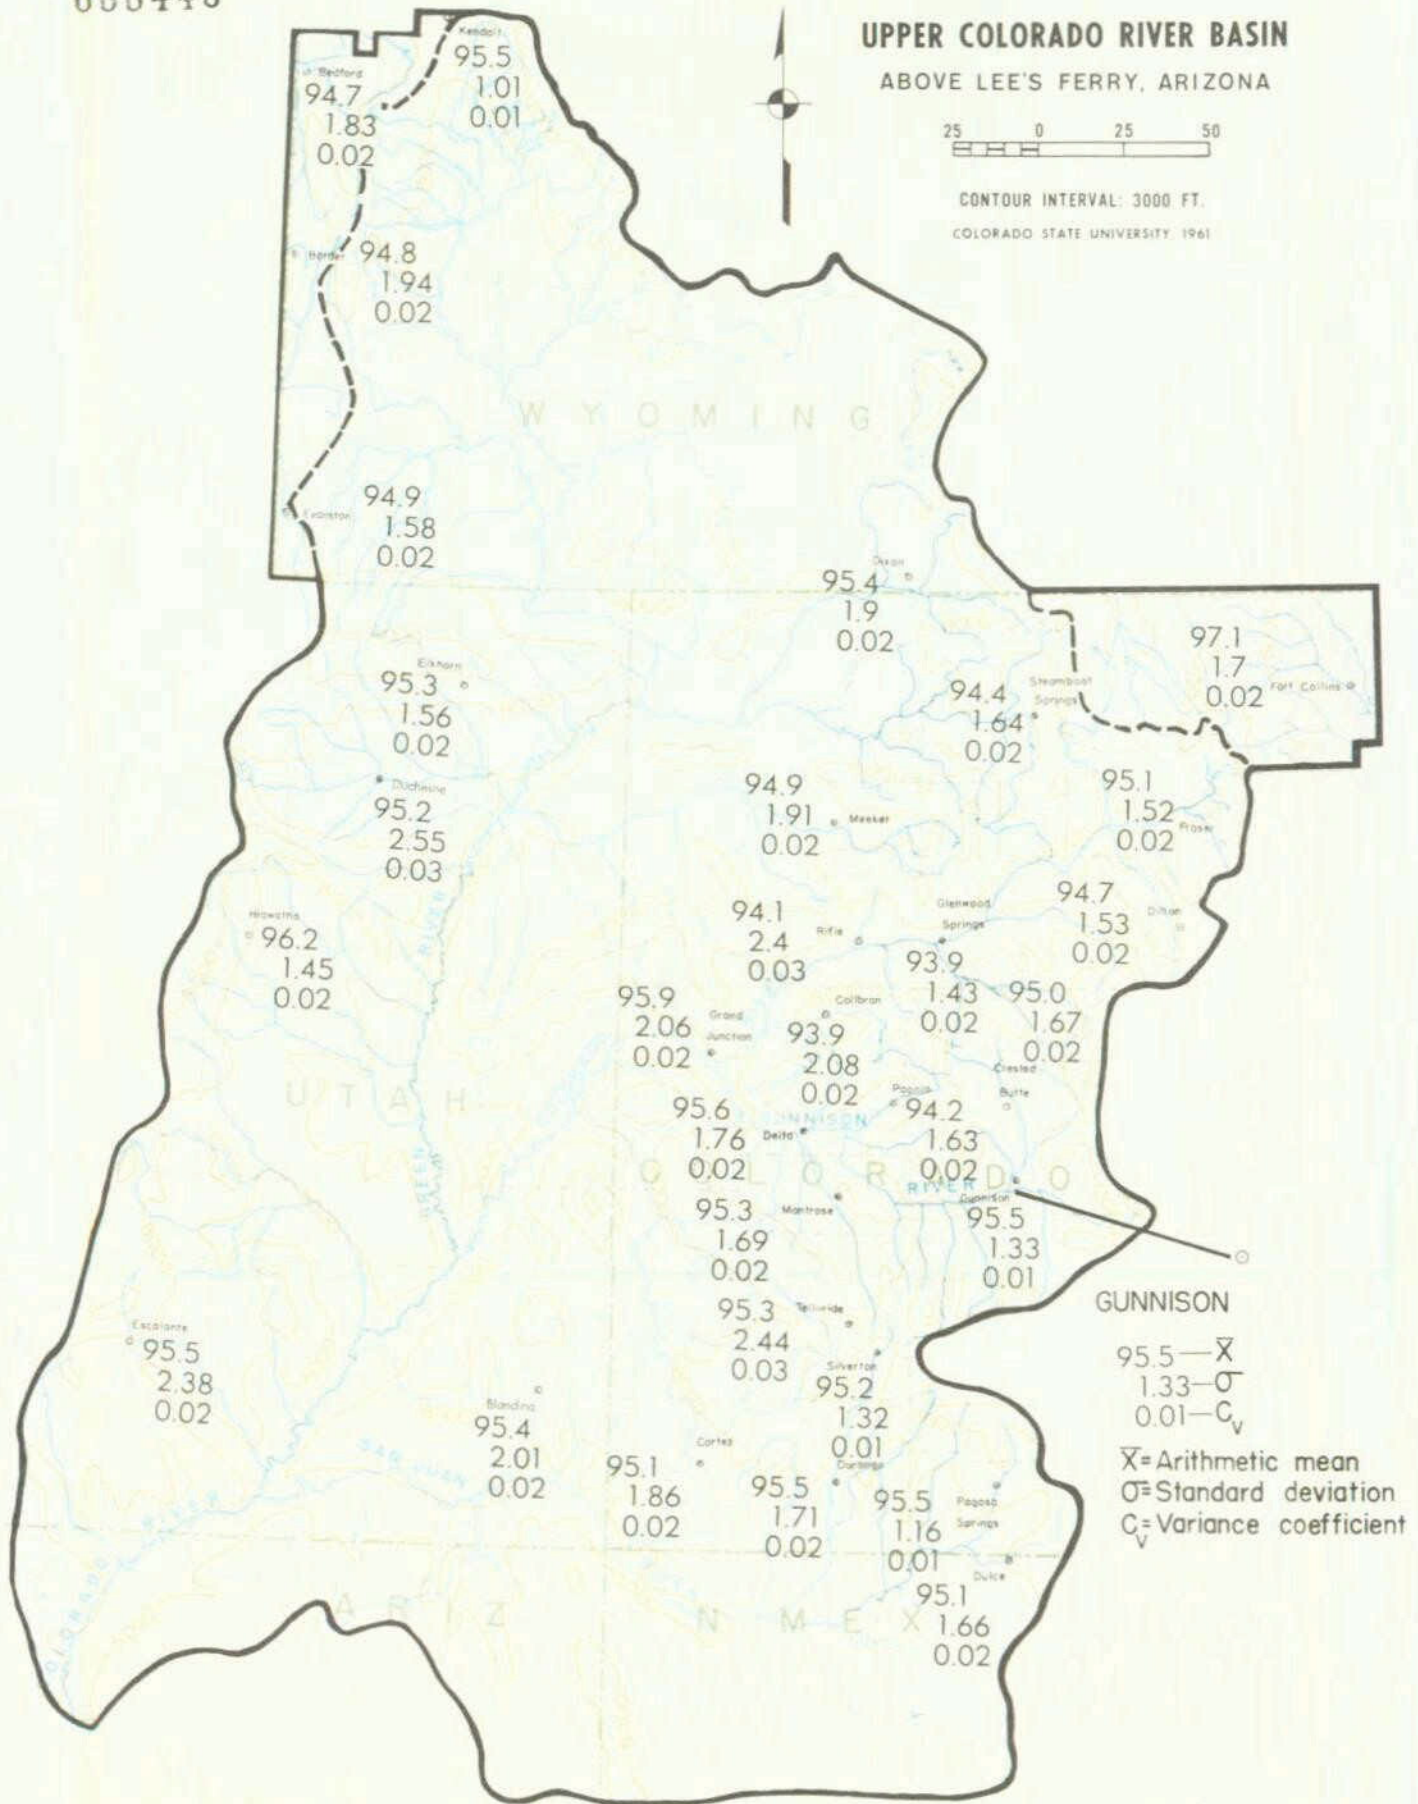 UPPER COLORADO RIVER BASIN
ABOVE LEE'S FERRY, ARIZONA
25 0 25 50
CONTOUR INTERVAL: 3000 FT.
COLORADO STATE UNIVERSITY 1961
Kendall
95.5
1.01
0.01
Bedford
94.7
1.83
0.02
Border
94.8
1.94
0.02
WYOMING
Evanston
94.9
1.58
0.02
Dixon
95.4
1.9
0.02
97.1
1.7
0.02
Fort Collins
Elkhorn
95.3
1.56
0.02
Steamboat
Springs
94.4
1.64
0.02
Duchesne
95.2
2.55
0.03
94.9
1.91
0.02
Meeker
95.1
1.52
0.02
Fraser
Hiawatha
96.2
1.45
0.02
GREEN RIVER
94.1
2.4
0.03
Rifle
Glenwood
Springs
93.9
1.43
0.02
94.7
1.53
0.02
Dillon
95.9
2.06
0.02
Grand
Junction
Collbran
93.9
2.08
0.02
95.0
1.67
0.02
Crested
Butte
UTAH
95.6
1.76
0.02
Delta
GUNNISON
Paonia
94.2
1.63
0.02
COLORADO
RIVER
95.3
1.69
0.02
Montrose
Gunnison
95.5
1.33
0.01
95.3
2.44
0.03
Telluride
Silverton
95.2
1.32
0.01
Escalante
95.5
2.38
0.02
Blanding
95.4
2.01
0.02
SAN JUAN
Cortez
95.1
1.86
0.02
Durango
95.5
1.71
0.02
95.5
1.16
0.01
Pagosa
Springs
Dulce
95.1
1.66
0.02
COLORADO RIVER
ARIZ
N MEX
GUNNISON
95.5—X̅
1.33—σ
0.01—Cv
X̅=Arithmetic mean
σ=Standard deviation
Cv=Variance coefficient